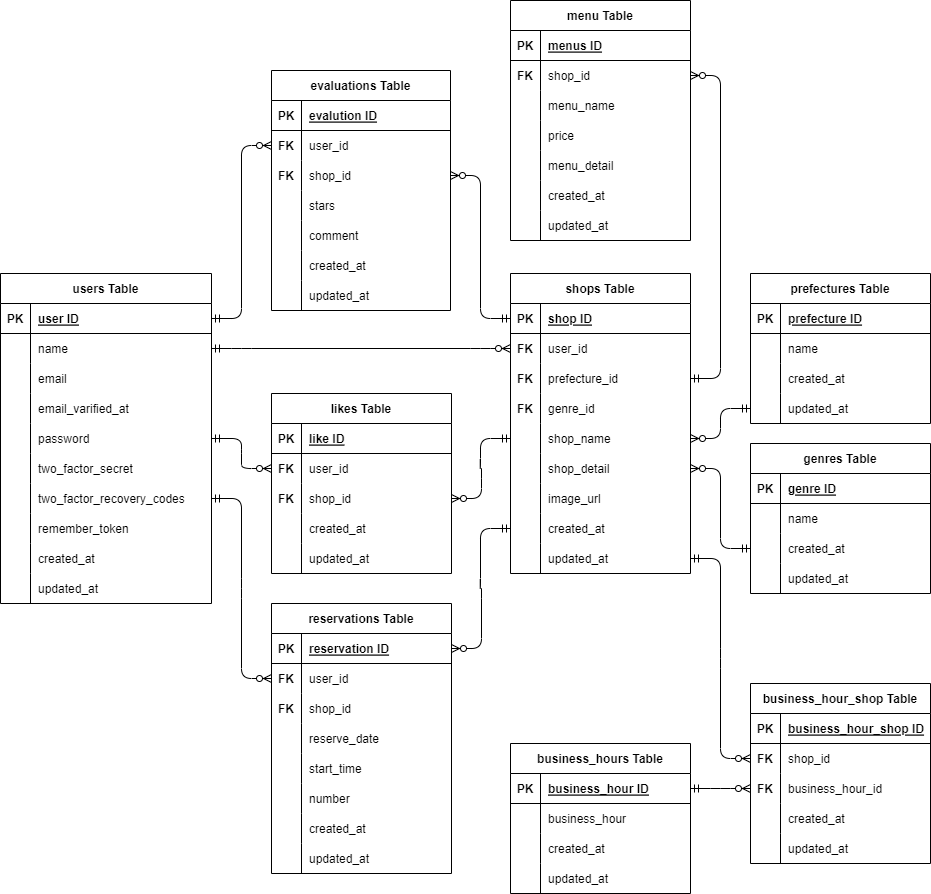 menu Table
PK menus ID
FK shop_id
menu_name
price
menu_detail
created_at
updated_at
evaluations Table
PK evalution ID
FK user_id
FK shop_id
stars
comment
created_at
updated_at
users Table
PK user ID
name
email
email_varified_at
password
two_factor_secret
two_factor_recovery_codes
remember_token
created_at
updated_at
shops Table
PK shop ID
FK user_id
FK prefecture_id
FK genre_id
shop_name
shop_detail
image_url
created_at
updated_at
prefectures Table
PK prefecture ID
name
created_at
updated_at
likes Table
PK like ID
FK user_id
FK shop_id
created_at
updated_at
genres Table
PK genre ID
name
created_at
updated_at
reservations Table
PK reservation ID
FK user_id
FK shop_id
reserve_date
start_time
number
created_at
updated_at
business_hours Table
PK business_hour ID
business_hour
created_at
updated_at
business_hour_shop Table
PK business_hour_shop ID
FK shop_id
FK business_hour_id
created_at
updated_at